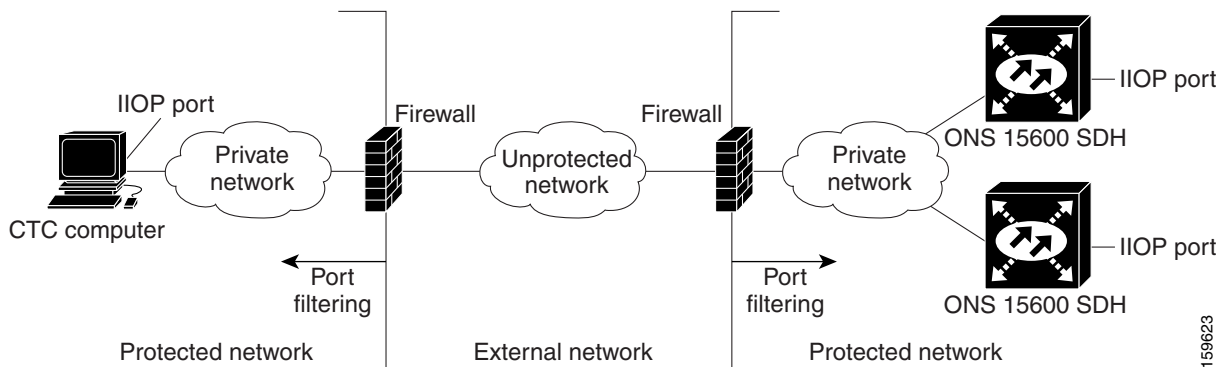 IIOP port
Firewall
Firewall
IIOP port
Private
network
Unprotected
network
Private
network
ONS 15600 SDH
CTC computer
Port
filtering
Port
filtering
IIOP port
ONS 15600 SDH
Protected network
External network
Protected network
159623